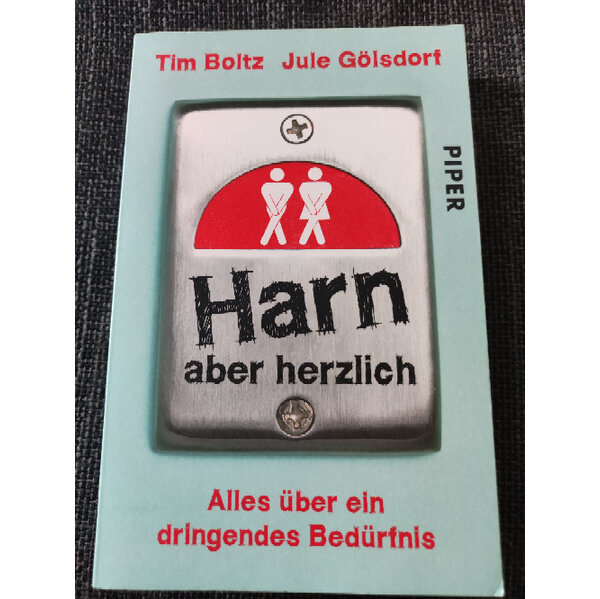 Tim Boltz Jule Gölsdorf
PIPER
Harn
aber herzlich
Alles über ein
dringendes Bedürfnis